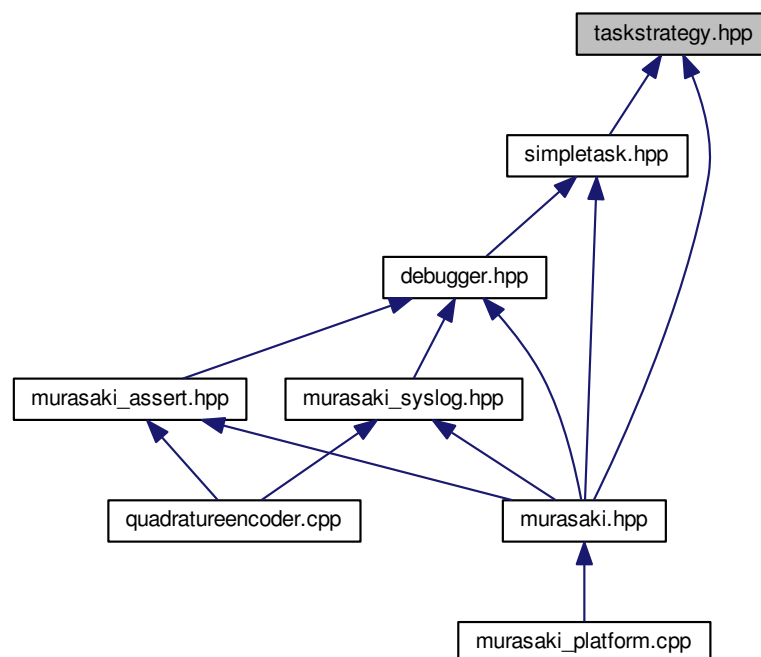 taskstrategy.hpp
simpletask.hpp
debugger.hpp
murasaki_assert.hpp
murasaki_syslog.hpp
quadratureencoder.cpp
murasaki.hpp
murasaki_platform.cpp